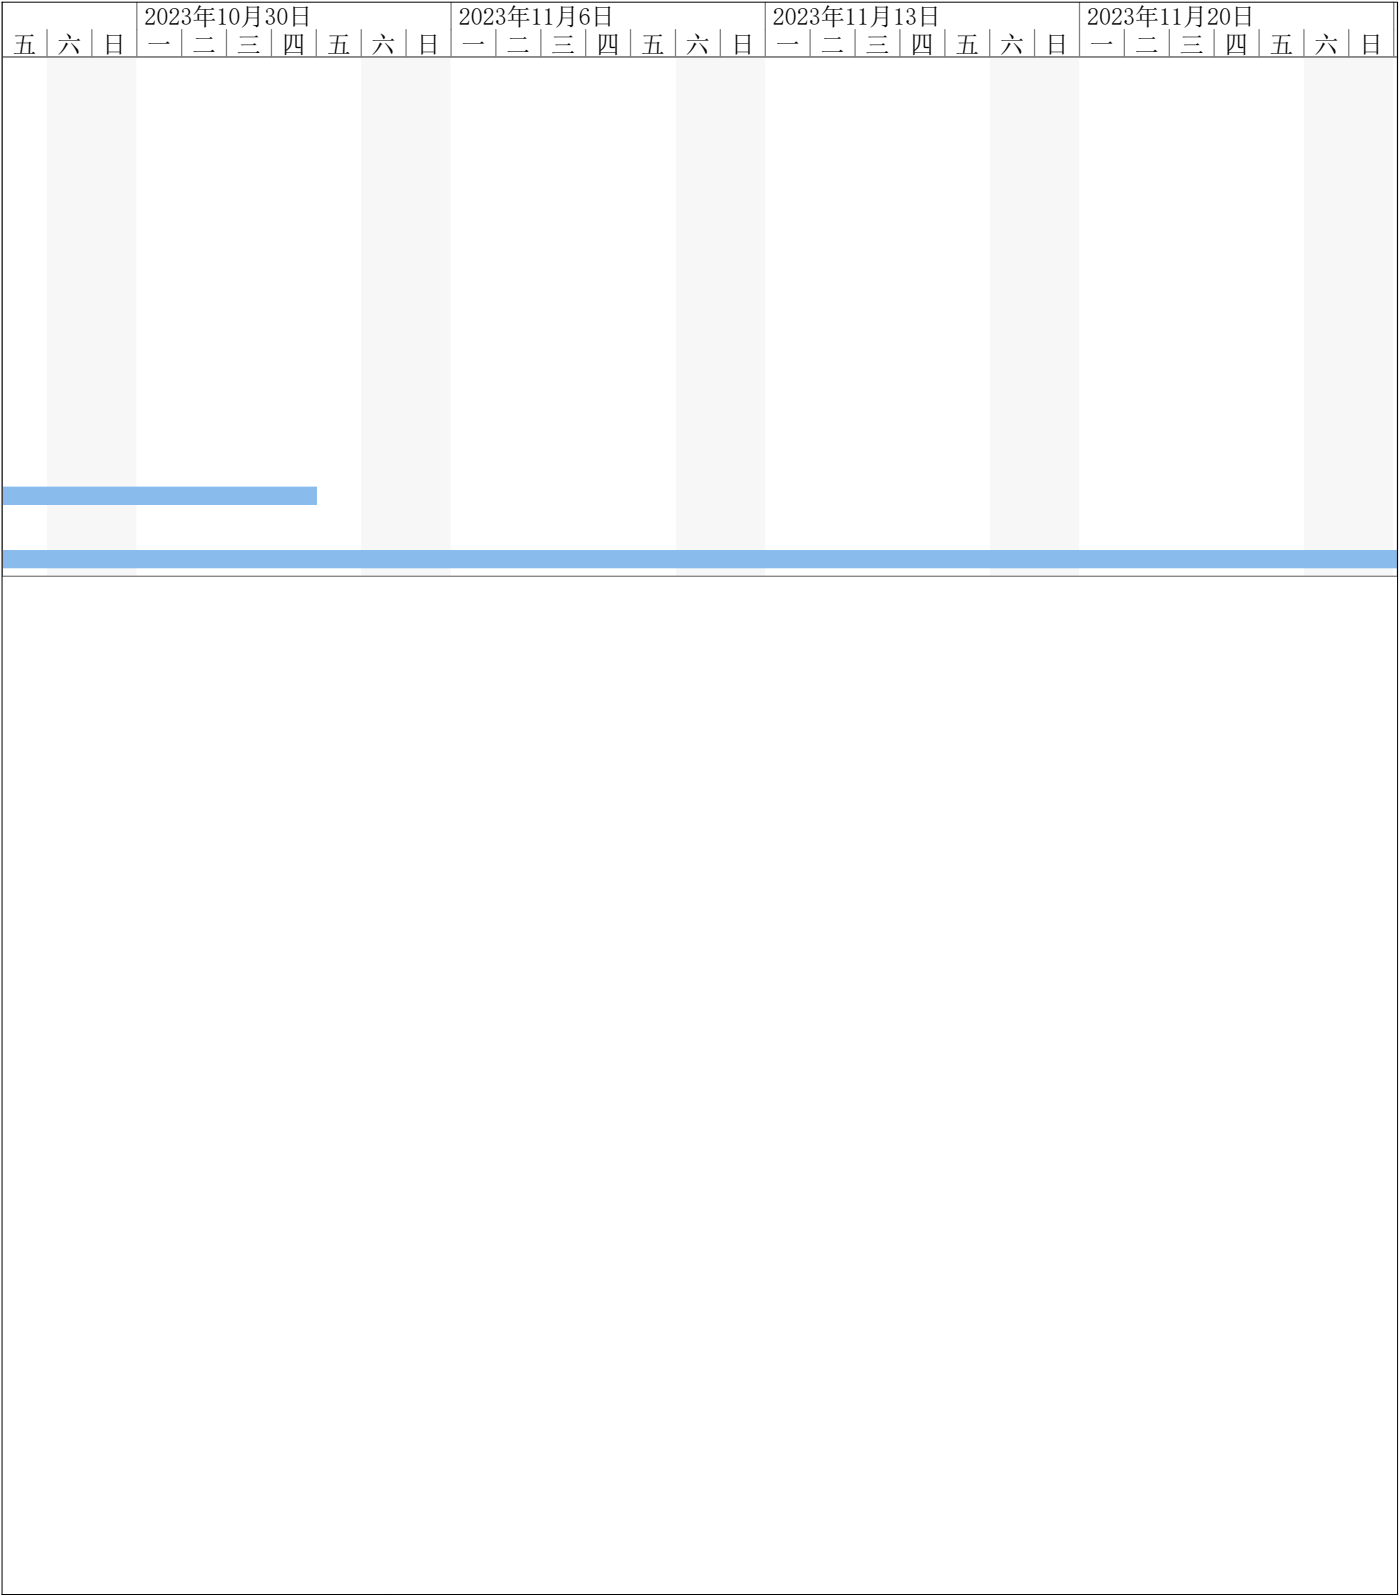 2023年10月30日 2023年11月6日 2023年11月13日 2023年11月20日
五 六 日 一 二 三 四 五 六 日 一 二 三 四 五 六 日 一 二 三 四 五 六 日 一 二 三 四 五 六 日